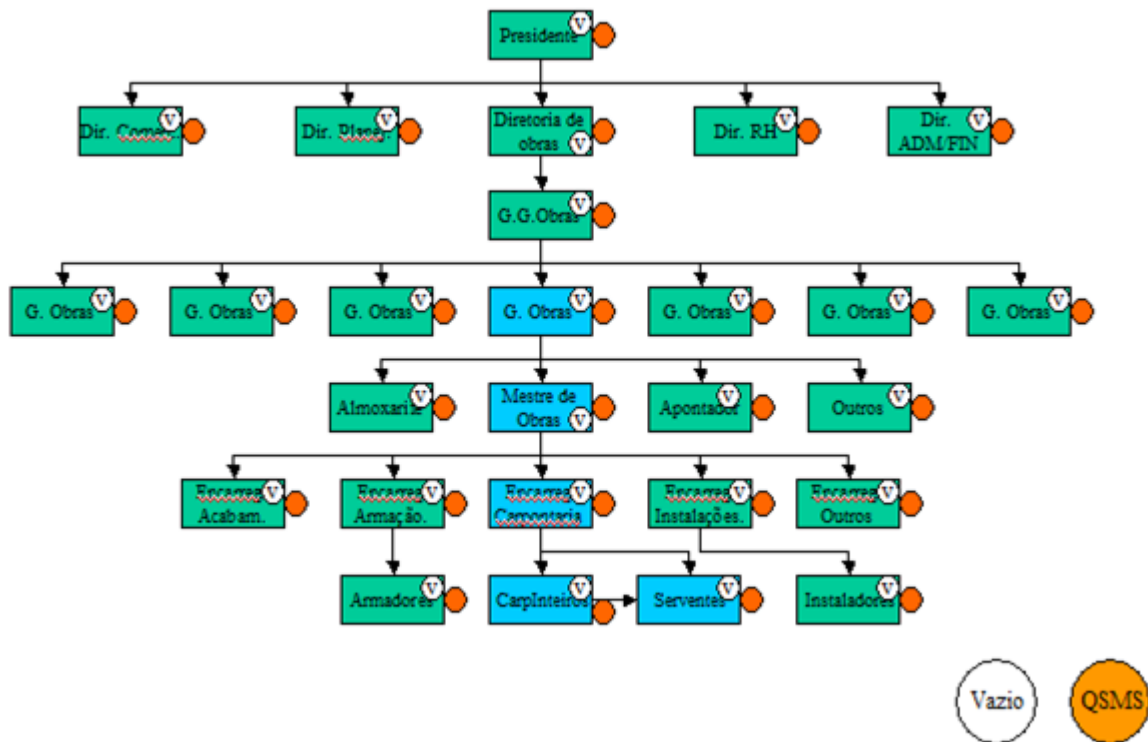 V
Presidente
V
Dir. Comerc.
V
Dir. Planej.
Diretoria de
obras
V
V
Dir. RH
V
Dir.
ADM/FIN
V
G.G.Obras
V
G. Obras
V
G. Obras
V
G. Obras
V
G. Obras
V
G. Obras
V
G. Obras
V
G. Obras
V
Almoxarife
Mestre de
Obras
V
V
Apontador
V
Outros
V
Encarreg
Acabam.
V
Encarreg
Armação.
V
Encarreg
Carpontaria
V
Encarreg
Instalações.
V
Encarreg
Outros
V
Armadores
V
CarpInteiros
V
Serventes
V
Instaladores
Vazio
QSMS